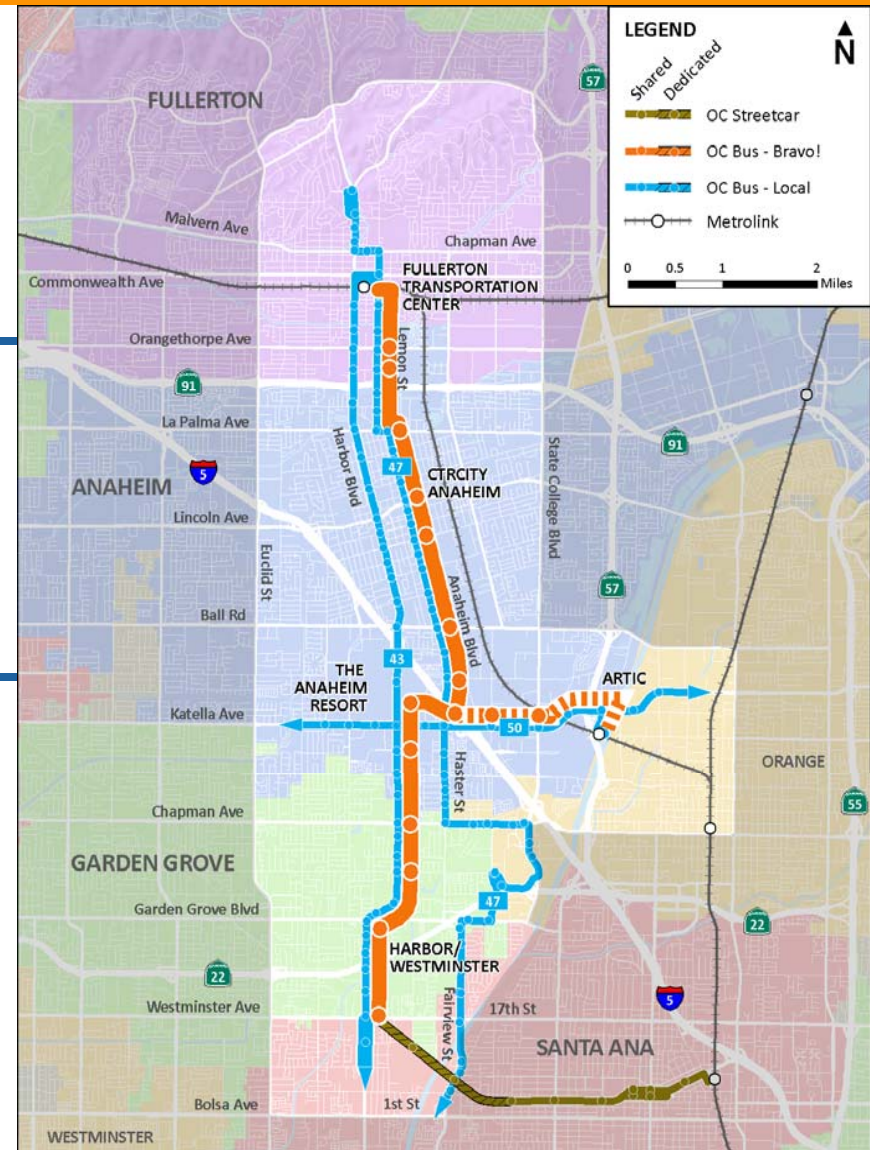 LEGEND
N
Shared
Dedicated
OC Streetcar
OC Bus - Bravo!
OC Bus - Local
Metrolink
0 0.5 1 2
Miles
57
FULLERTON
Malvern Ave
Chapman Ave
Commonwealth Ave
FULLERTON
TRANSPORTATION
CENTER
Orangethorpe Ave
Lemon St
91
La Palma Ave
Harbor Blvd
State College Blvd
91
5
47
CTRCITY
ANAHEIM
ANAHEIM
Lincoln Ave
Euclid St
Anaheim Blvd
57
Ball Rd
43
THE
ANAHEIM
RESORT
ARTIC
Katella Ave
50
Haster St
ORANGE
55
Chapman Ave
GARDEN GROVE
47
Garden Grove Blvd
22
HARBOR/
WESTMINSTER
22
Fairview St
5
Westminster Ave
17th St
SANTA ANA
Bolsa Ave
1st St
WESTMINSTER